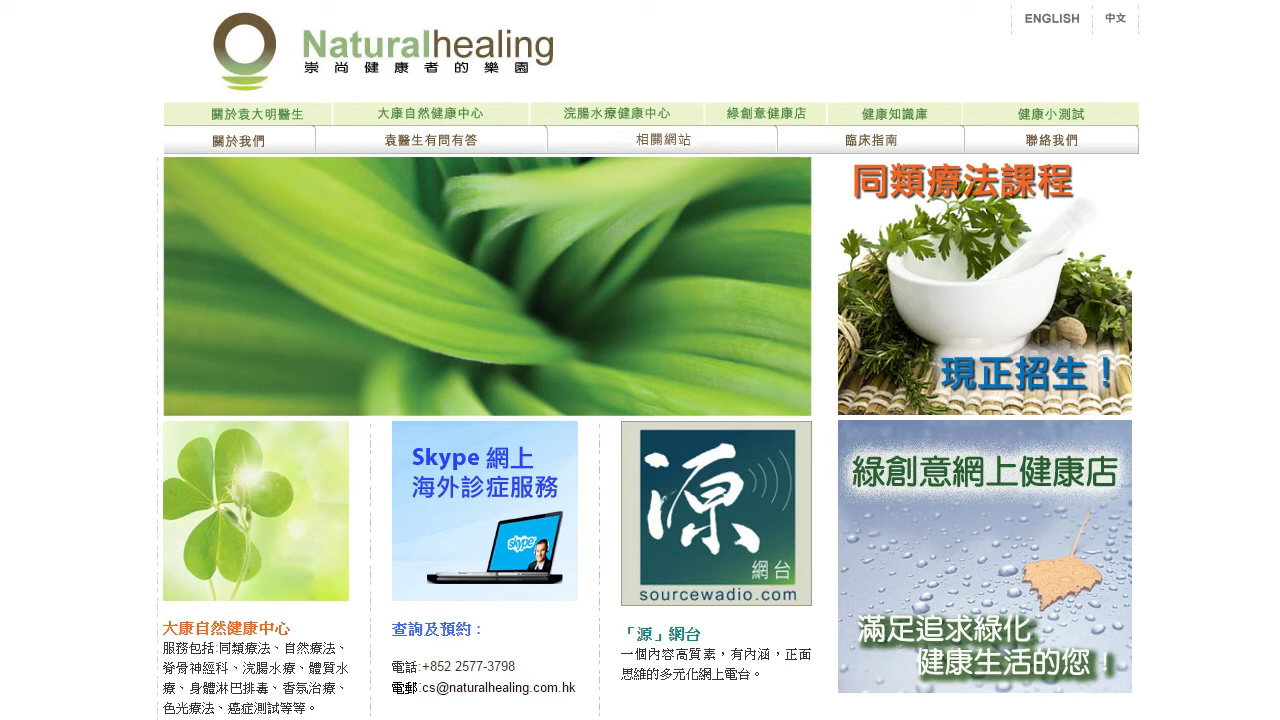 ENGLISH 中文
Naturalhealing
崇尚健康者的樂園
關於袁大明醫生 大康自然健康中心 浣腸水療健康中心 綠創意健康店 健康知識庫 健康小測試
關於我們 袁醫生有問有答 相關網站 臨床指南 聯絡我們
同類療法課程
現正招生！
Skype 網上
海外診症服務
skype
源
網台
sourcewadio.com
綠創意網上健康店
滿足追求綠化
健康生活的您！
大康自然健康中心
服務包括:同類療法、自然療法、
脊骨神經科、浣腸水療、體質水
療、身體淋巴排毒、香氛治療、
色光療法、癌症測試等等。
查詢及預約：
電話:+852 2577-3798
電郵:cs@naturalhealing.com.hk
「源」網台
一個內容高質素，有內涵，正面
思維的多元化網上電台。